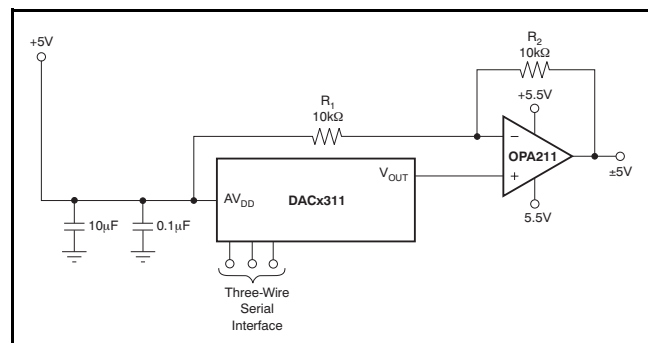 +5V
R2
10kΩ
R1
10kΩ
+5.5V
−
OPA211
+
±5V
5.5V
VOUT
AVDD
DACx311
10μF
0.1μF
Three-Wire
Serial
Interface